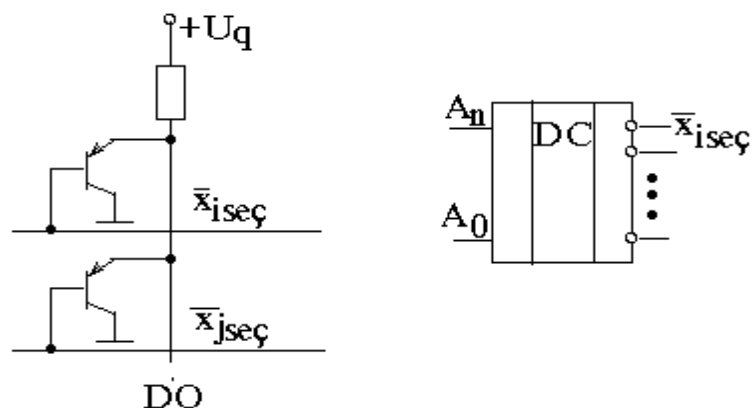 +Uq
x̄iseç
x̄jseç
DO
An
DC
x̄iseç
A0